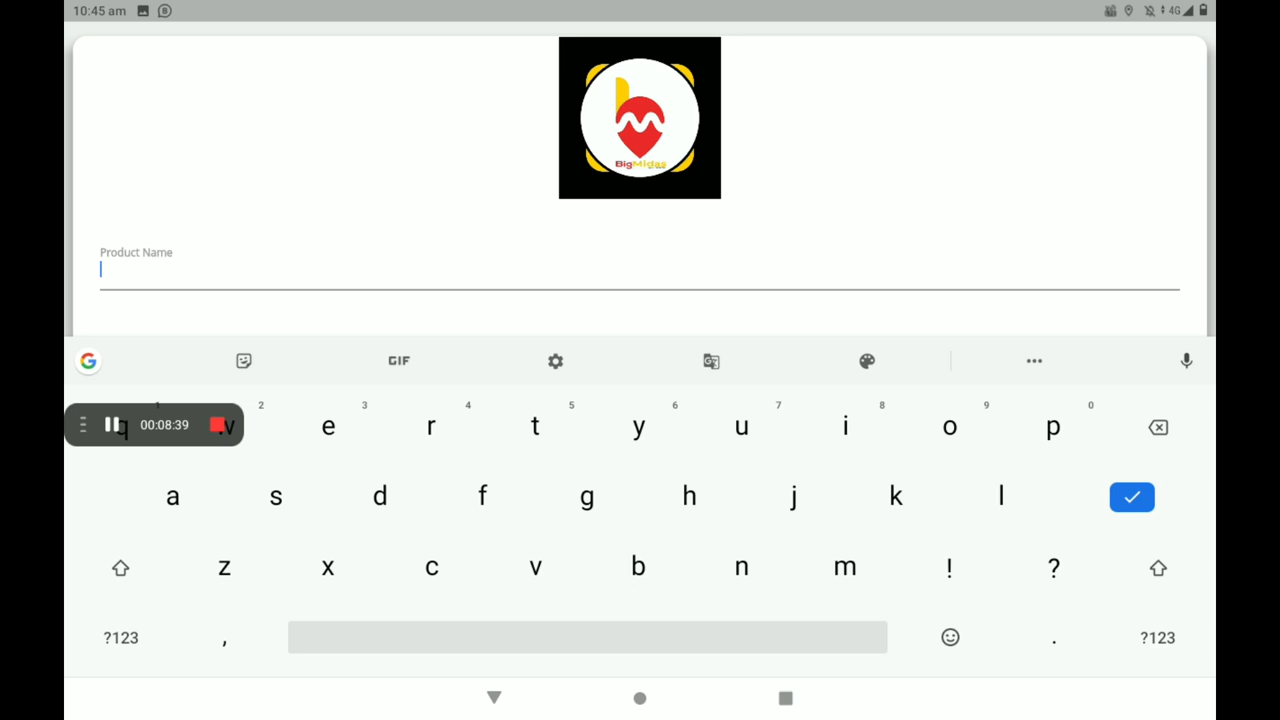 10:45 am
4G
BigMidas
Product Name
GIF
00:08:39
1 2 3 4 5 6 7 8 9 0
q w e r t y u i o p
a s d f g h j k l
z x c v b n m ! ?
?123 , . ?123